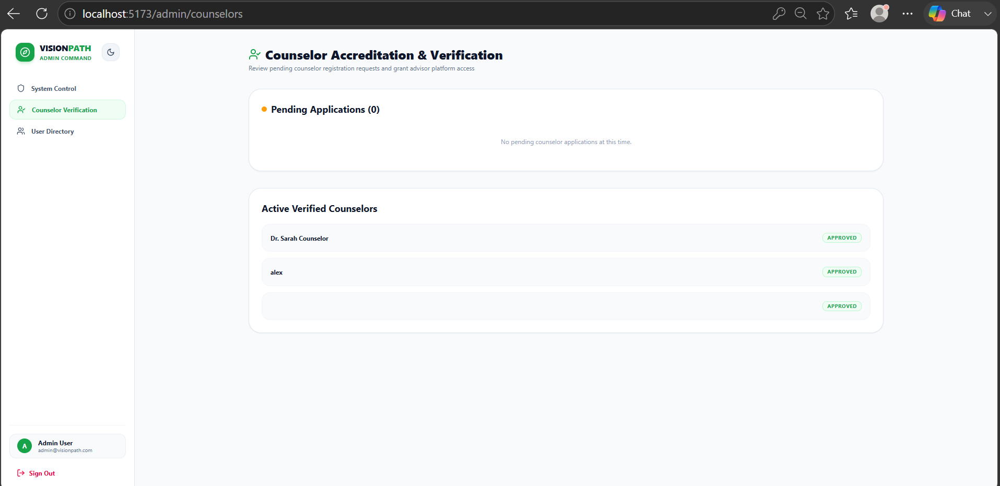 localhost:5173/admin/counselors
Chat
VISIONPATH
ADMIN COMMAND
System Control
Counselor Verification
User Directory
Counselor Accreditation & Verification
Review pending counselor registration requests and grant advisor platform access
Pending Applications (0)
No pending counselor applications at this time.
Active Verified Counselors
Dr. Sarah Counselor
APPROVED
alex
APPROVED
APPROVED
A
Admin User
admin@visionpath.com
Sign Out